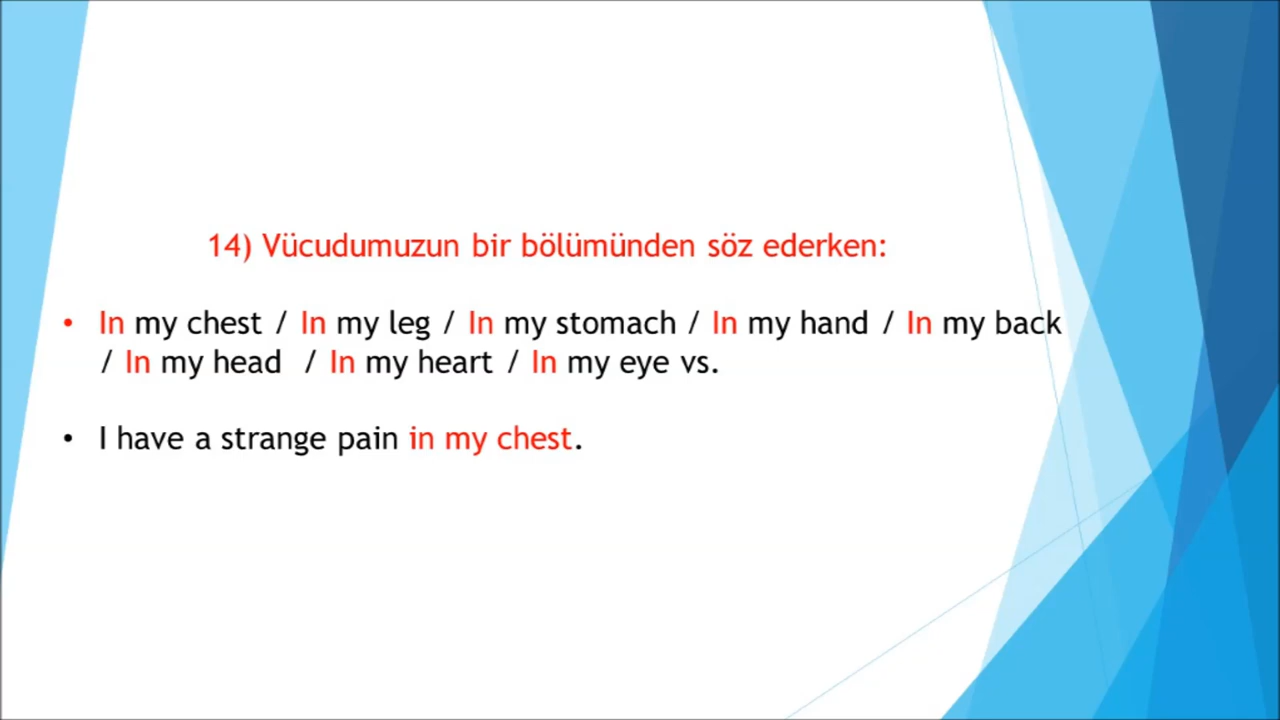 14) Vücudumuzun bir bölümünden söz ederken:
• In my chest / In my leg / In my stomach / In my hand / In my back
/ In my head / In my heart / In my eye vs.
• I have a strange pain in my chest.